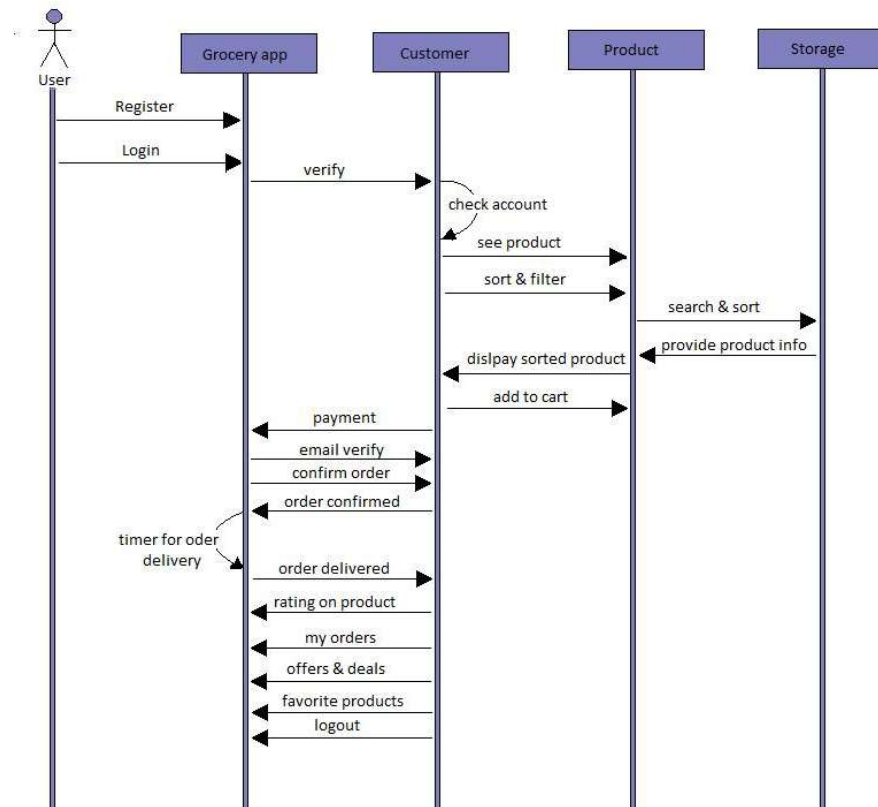 User
Grocery app
Customer
Product
Storage
Register
Login
verify
check account
see product
sort & filter
search & sort
provide product info
dislpay sorted product
add to cart
payment
email verify
confirm order
order confirmed
timer for oder
delivery
order delivered
rating on product
my orders
offers & deals
favorite products
logout